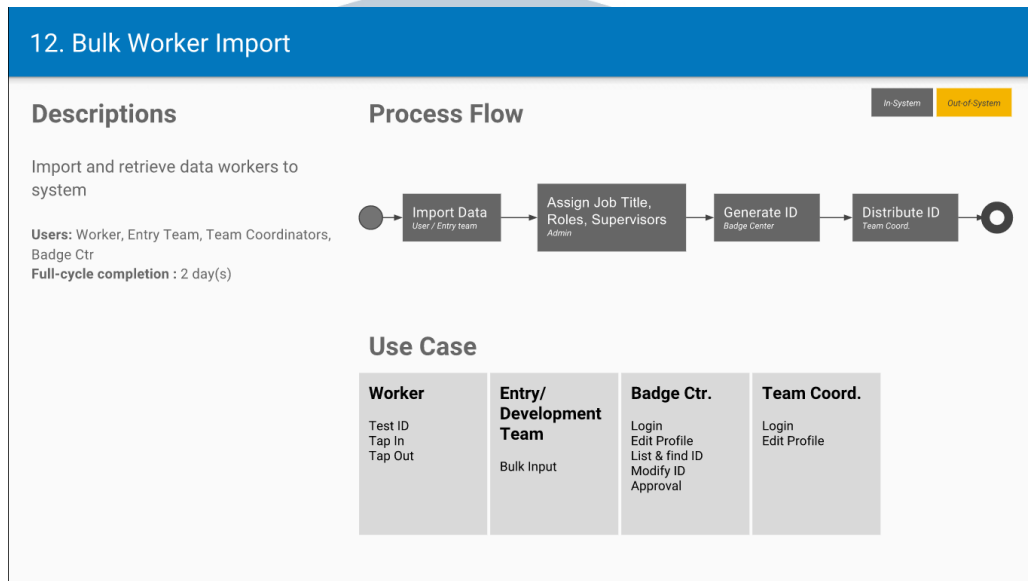 12. Bulk Worker Import
Descriptions
Import and retrieve data workers to
system
Users: Worker, Entry Team, Team Coordinators,
Badge Ctr
Full-cycle completion : 2 day(s)
Process Flow
In-System
Out-of-System
Import Data
User / Entry team
Assign Job Title,
Roles, Supervisors
Admin
Generate ID
Badge Center
Distribute ID
Team Coord.
Use Case
Worker
Test ID
Tap In
Tap Out
Entry/
Development
Team
Bulk Input
Badge Ctr.
Login
Edit Profile
List & find ID
Modify ID
Approval
Team Coord.
Login
Edit Profile